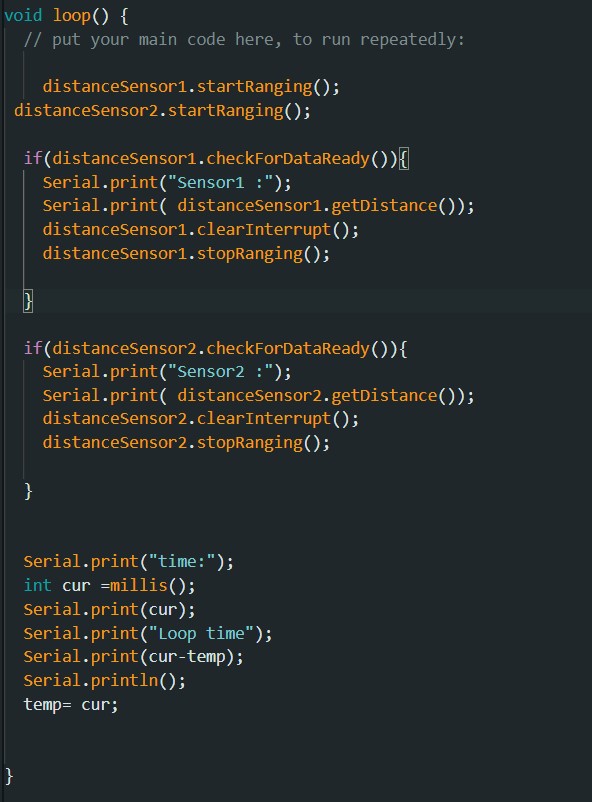 void loop() {
  // put your main code here, to run repeatedly:
    distanceSensor1.startRanging();
 distanceSensor2.startRanging();
  if(distanceSensor1.checkForDataReady()){
    Serial.print("Sensor1 :");
    Serial.print( distanceSensor1.getDistance());
    distanceSensor1.clearInterrupt();
    distanceSensor1.stopRanging();
  }
  if(distanceSensor2.checkForDataReady()){
    Serial.print("Sensor2 :");
    Serial.print( distanceSensor2.getDistance());
    distanceSensor2.clearInterrupt();
    distanceSensor2.stopRanging();
  }
  Serial.print("time:");
  int cur =millis();
  Serial.print(cur);
  Serial.print("Loop time");
  Serial.print(cur-temp);
  Serial.println();
  temp= cur;
}